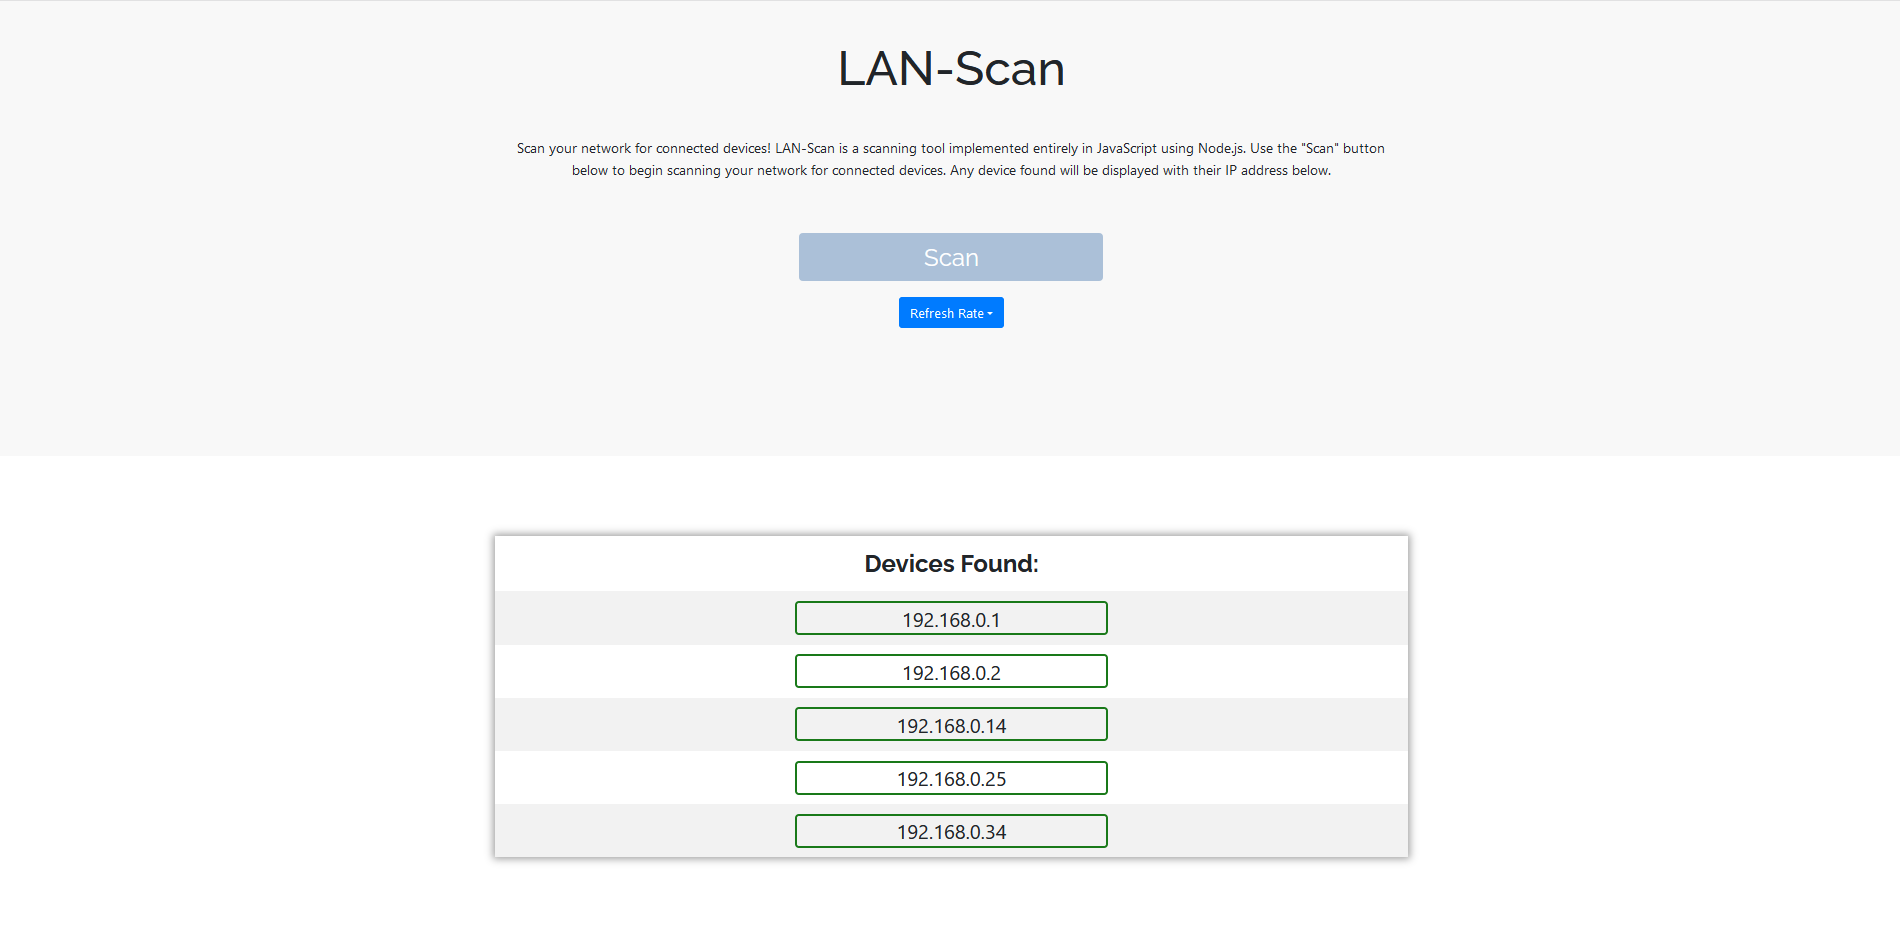 LAN-Scan
Scan your network for connected devices! LAN-Scan is a scanning tool implemented entirely in JavaScript using Node.js. Use the "Scan" button
below to begin scanning your network for connected devices. Any device found will be displayed with their IP address below.
Scan
Refresh Rate
Devices Found:
192.168.0.1
192.168.0.2
192.168.0.14
192.168.0.25
192.168.0.34